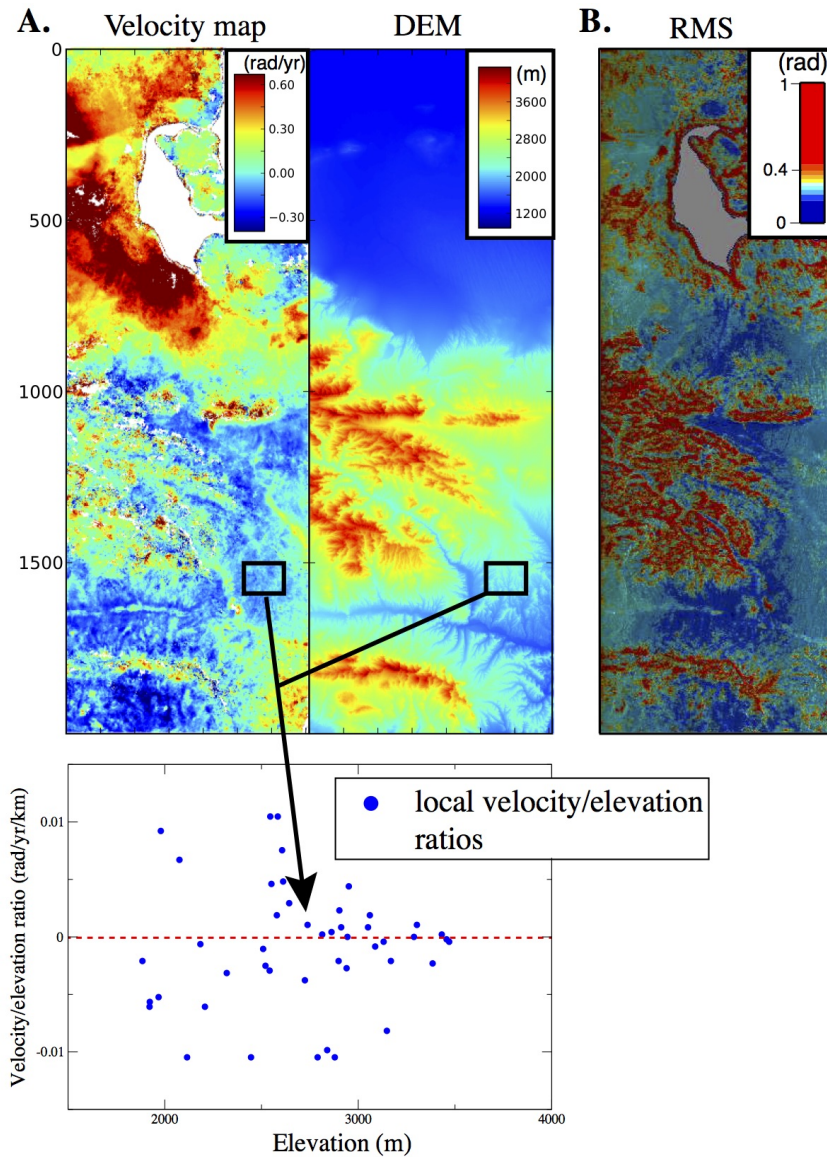 A.
Velocity map
DEM
B.
RMS
0
500
1000
1500
(rad/yr)
0.60
0.30
0.00
−0.30
(m)
3600
2800
2000
1200
(rad)
1
0.4
0
local velocity/elevation
ratios
Velocity/elevation ratio (rad/yr/km)
0.01
0
-0.01
2000
3000
4000
Elevation (m)